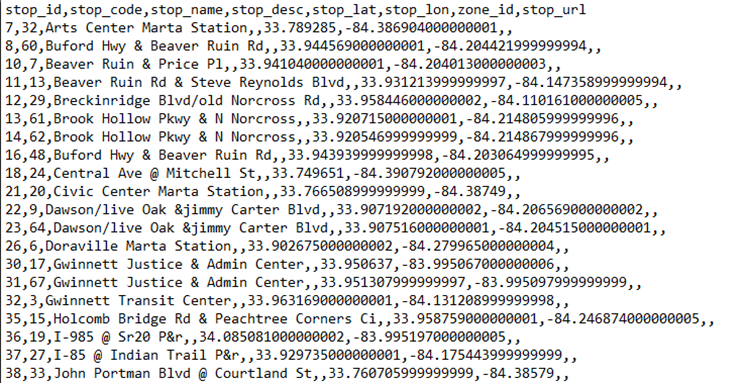 stop_id,stop_code,stop_name,stop_desc,stop_lat,stop_lon,zone_id,stop_url
7,32,Arts Center Marta Station,,33.789285,-84.386904000000001,,
8,60,Buford Hwy & Beaver Ruin Rd,,33.944569000000001,-84.204421999999994,,
10,7,Beaver Ruin & Price Pl,,33.941040000000001,-84.204013000000003,,
11,13,Beaver Ruin Rd & Steve Reynolds Blvd,,33.931213999999997,-84.147358999999994,,
12,29,Breckinridge Blvd/old Norcross Rd,,33.958446000000002,-84.110161000000005,,
13,61,Brook Hollow Pkwy & N Norcross,,33.920715000000001,-84.214805999999996,,
14,62,Brook Hollow Pkwy & N Norcross,,33.920546999999999,-84.214867999999996,,
16,48,Buford Hwy & Beaver Ruin Rd,,33.943939999999998,-84.203064999999995,,
18,24,Central Ave @ Mitchell St,,33.749651,-84.390792000000005,,
21,20,Civic Center Marta Station,,33.766508999999999,-84.38749,,
22,9,Dawson/live Oak &jimmy Carter Blvd,,33.907192000000002,-84.206569000000002,,
23,64,Dawson/live Oak &jimmy Carter Blvd,,33.907516000000001,-84.204515000000001,,
26,6,Doraville Marta Station,,33.902675000000002,-84.279965000000004,,
30,17,Gwinnett Justice & Admin Center,,33.950637,-83.995067000000006,,
31,67,Gwinnett Justice & Admin Center,,33.951307999999997,-83.995097999999999,,
32,3,Gwinnett Transit Center,,33.963169000000001,-84.131208999999998,,
35,15,Holcomb Bridge Rd & Peachtree Corners Ci,,33.958759000000001,-84.246874000000005,,
36,19,I-985 @ Sr20 P&r,,34.085081000000002,-83.995197000000005,,
37,27,I-85 @ Indian Trail P&r,,33.929735000000001,-84.175443999999999,,
38,33,John Portman Blvd @ Courtland St,,33.760705999999999,-84.38579,,